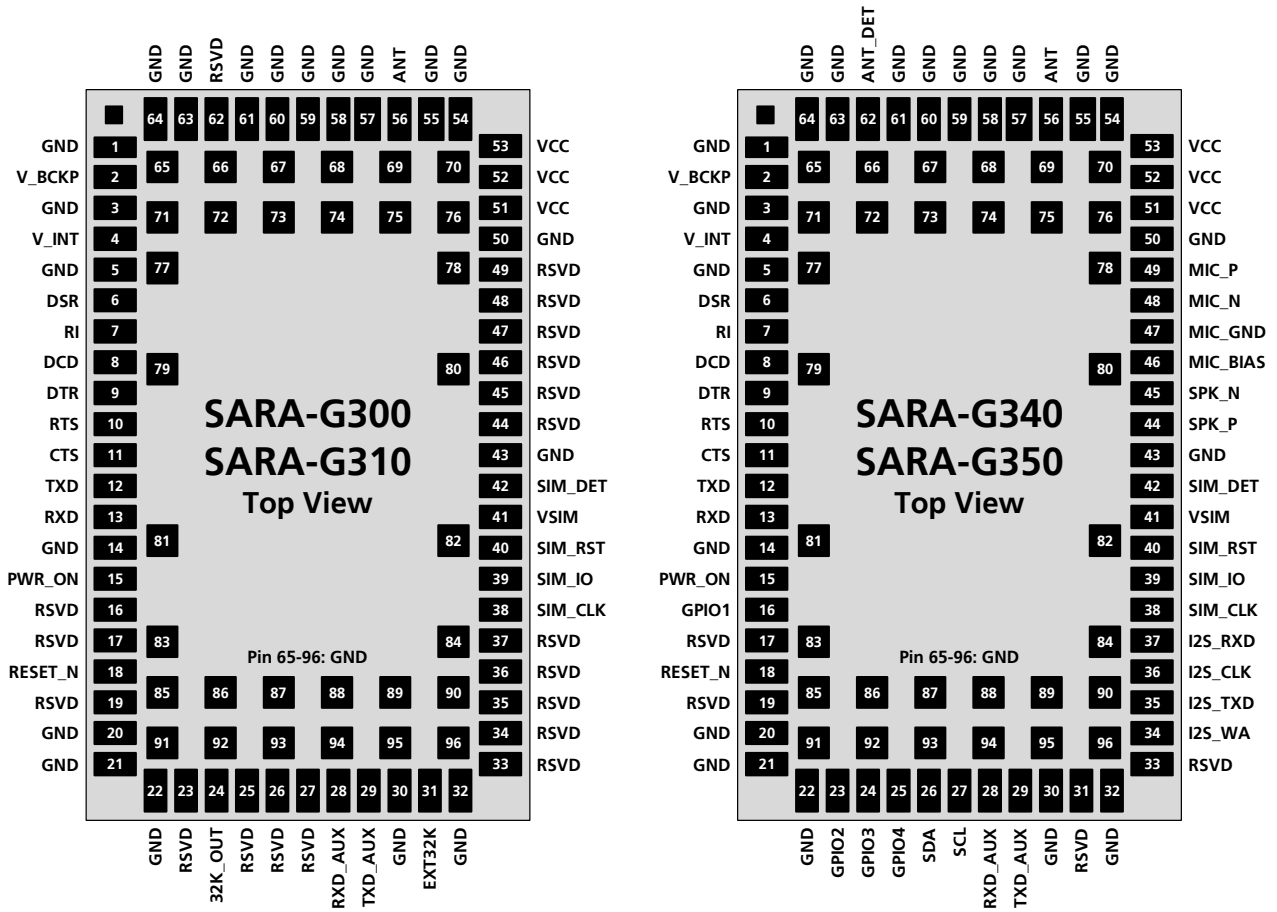 GND GND RSVD GND GND GND GND GND ANT GND GND
64 63 62 61 60 59 58 57 56 55 54
GND 1 53 VCC
65 66 67 68 69 70
V_BCKP 2 52 VCC
GND 3 51 VCC
71 72 73 74 75 76
V_INT 4 50 GND
GND 5 77 78 49 RSVD
DSR 6 48 RSVD
RI 7 47 RSVD
DCD 8 79 80 46 RSVD
DTR 9 45 RSVD
RTS 10 44 RSVD
CTS 11 43 GND
TXD 12 42 SIM_DET
RXD 13 41 VSIM
GND 14 81 82 40 SIM_RST
PWR_ON 15 39 SIM_IO
RSVD 16 38 SIM_CLK
RSVD 17 83 84 37 RSVD
RESET_N 18 36 RSVD
RSVD 19 35 RSVD
GND 20 34 RSVD
GND 21 33 RSVD
SARA-G300
SARA-G310
Top View
Pin 65-96: GND
85 86 87 88 89 90
91 92 93 94 95 96
22 23 24 25 26 27 28 29 30 31 32
GND RSVD 32K_OUT RSVD RSVD RSVD RXD_AUX TXD_AUX GND EXT32K GND
GND GND ANT_DET GND GND GND GND GND ANT GND GND
64 63 62 61 60 59 58 57 56 55 54
GND 1 53 VCC
65 66 67 68 69 70
V_BCKP 2 52 VCC
GND 3 51 VCC
71 72 73 74 75 76
V_INT 4 50 GND
GND 5 77 78 49 MIC_P
DSR 6 48 MIC_N
RI 7 47 MIC_GND
DCD 8 79 80 46 MIC_BIAS
DTR 9 45 SPK_N
RTS 10 44 SPK_P
CTS 11 43 GND
TXD 12 42 SIM_DET
RXD 13 41 VSIM
GND 14 81 82 40 SIM_RST
PWR_ON 15 39 SIM_IO
GPIO1 16 38 SIM_CLK
RSVD 17 83 84 37 I2S_RXD
RESET_N 18 36 I2S_CLK
RSVD 19 35 I2S_TXD
GND 20 34 I2S_WA
GND 21 33 RSVD
SARA-G340
SARA-G350
Top View
Pin 65-96: GND
85 86 87 88 89 90
91 92 93 94 95 96
22 23 24 25 26 27 28 29 30 31 32
GND GPIO2 GPIO3 GPIO4 SDA SCL RXD_AUX TXD_AUX GND RSVD GND